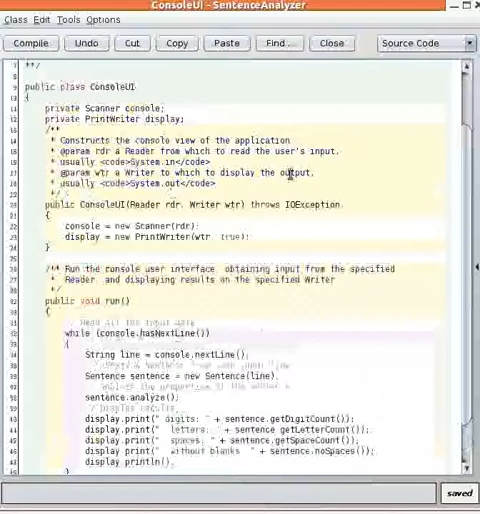 ConsoleUI - SentenceAnalyzer
Class Edit Tools Options
Compile Undo Cut Copy Paste Find... Close Source Code
**/
public class ConsoleUI
{
private Scanner console;
private PrintWriter display;
/**
* Constructs the console view of the application
* @param rdr a Reader from which to read the user's input.
* usually <code>System.in</code>
* @param wtr a Writer to which to display the output.
* usually <code>System.out</code>
*/
public ConsoleUI(Reader rdr, Writer wtr) throws IOException
{
console = new Scanner(rdr);
display = new PrintWriter(wtr, true);
}
/** Run the console user interface obtaining input from the specified
* Reader and displaying results on the specified Writer
*/
public void run()
{
// Read all the input data
while (console.hasNextLine())
{
String line = console.nextLine();
Sentence sentence = new Sentence(line);
sentence.analyze();
// Display results
display.print(" digits: " + sentence.getDigitCount());
display.print(" letters: " + sentence.getLetterCount());
display.print(" spaces: " + sentence.getSpaceCount());
display.print(" without blanks " + sentence.noSpaces());
display.println();
}
saved